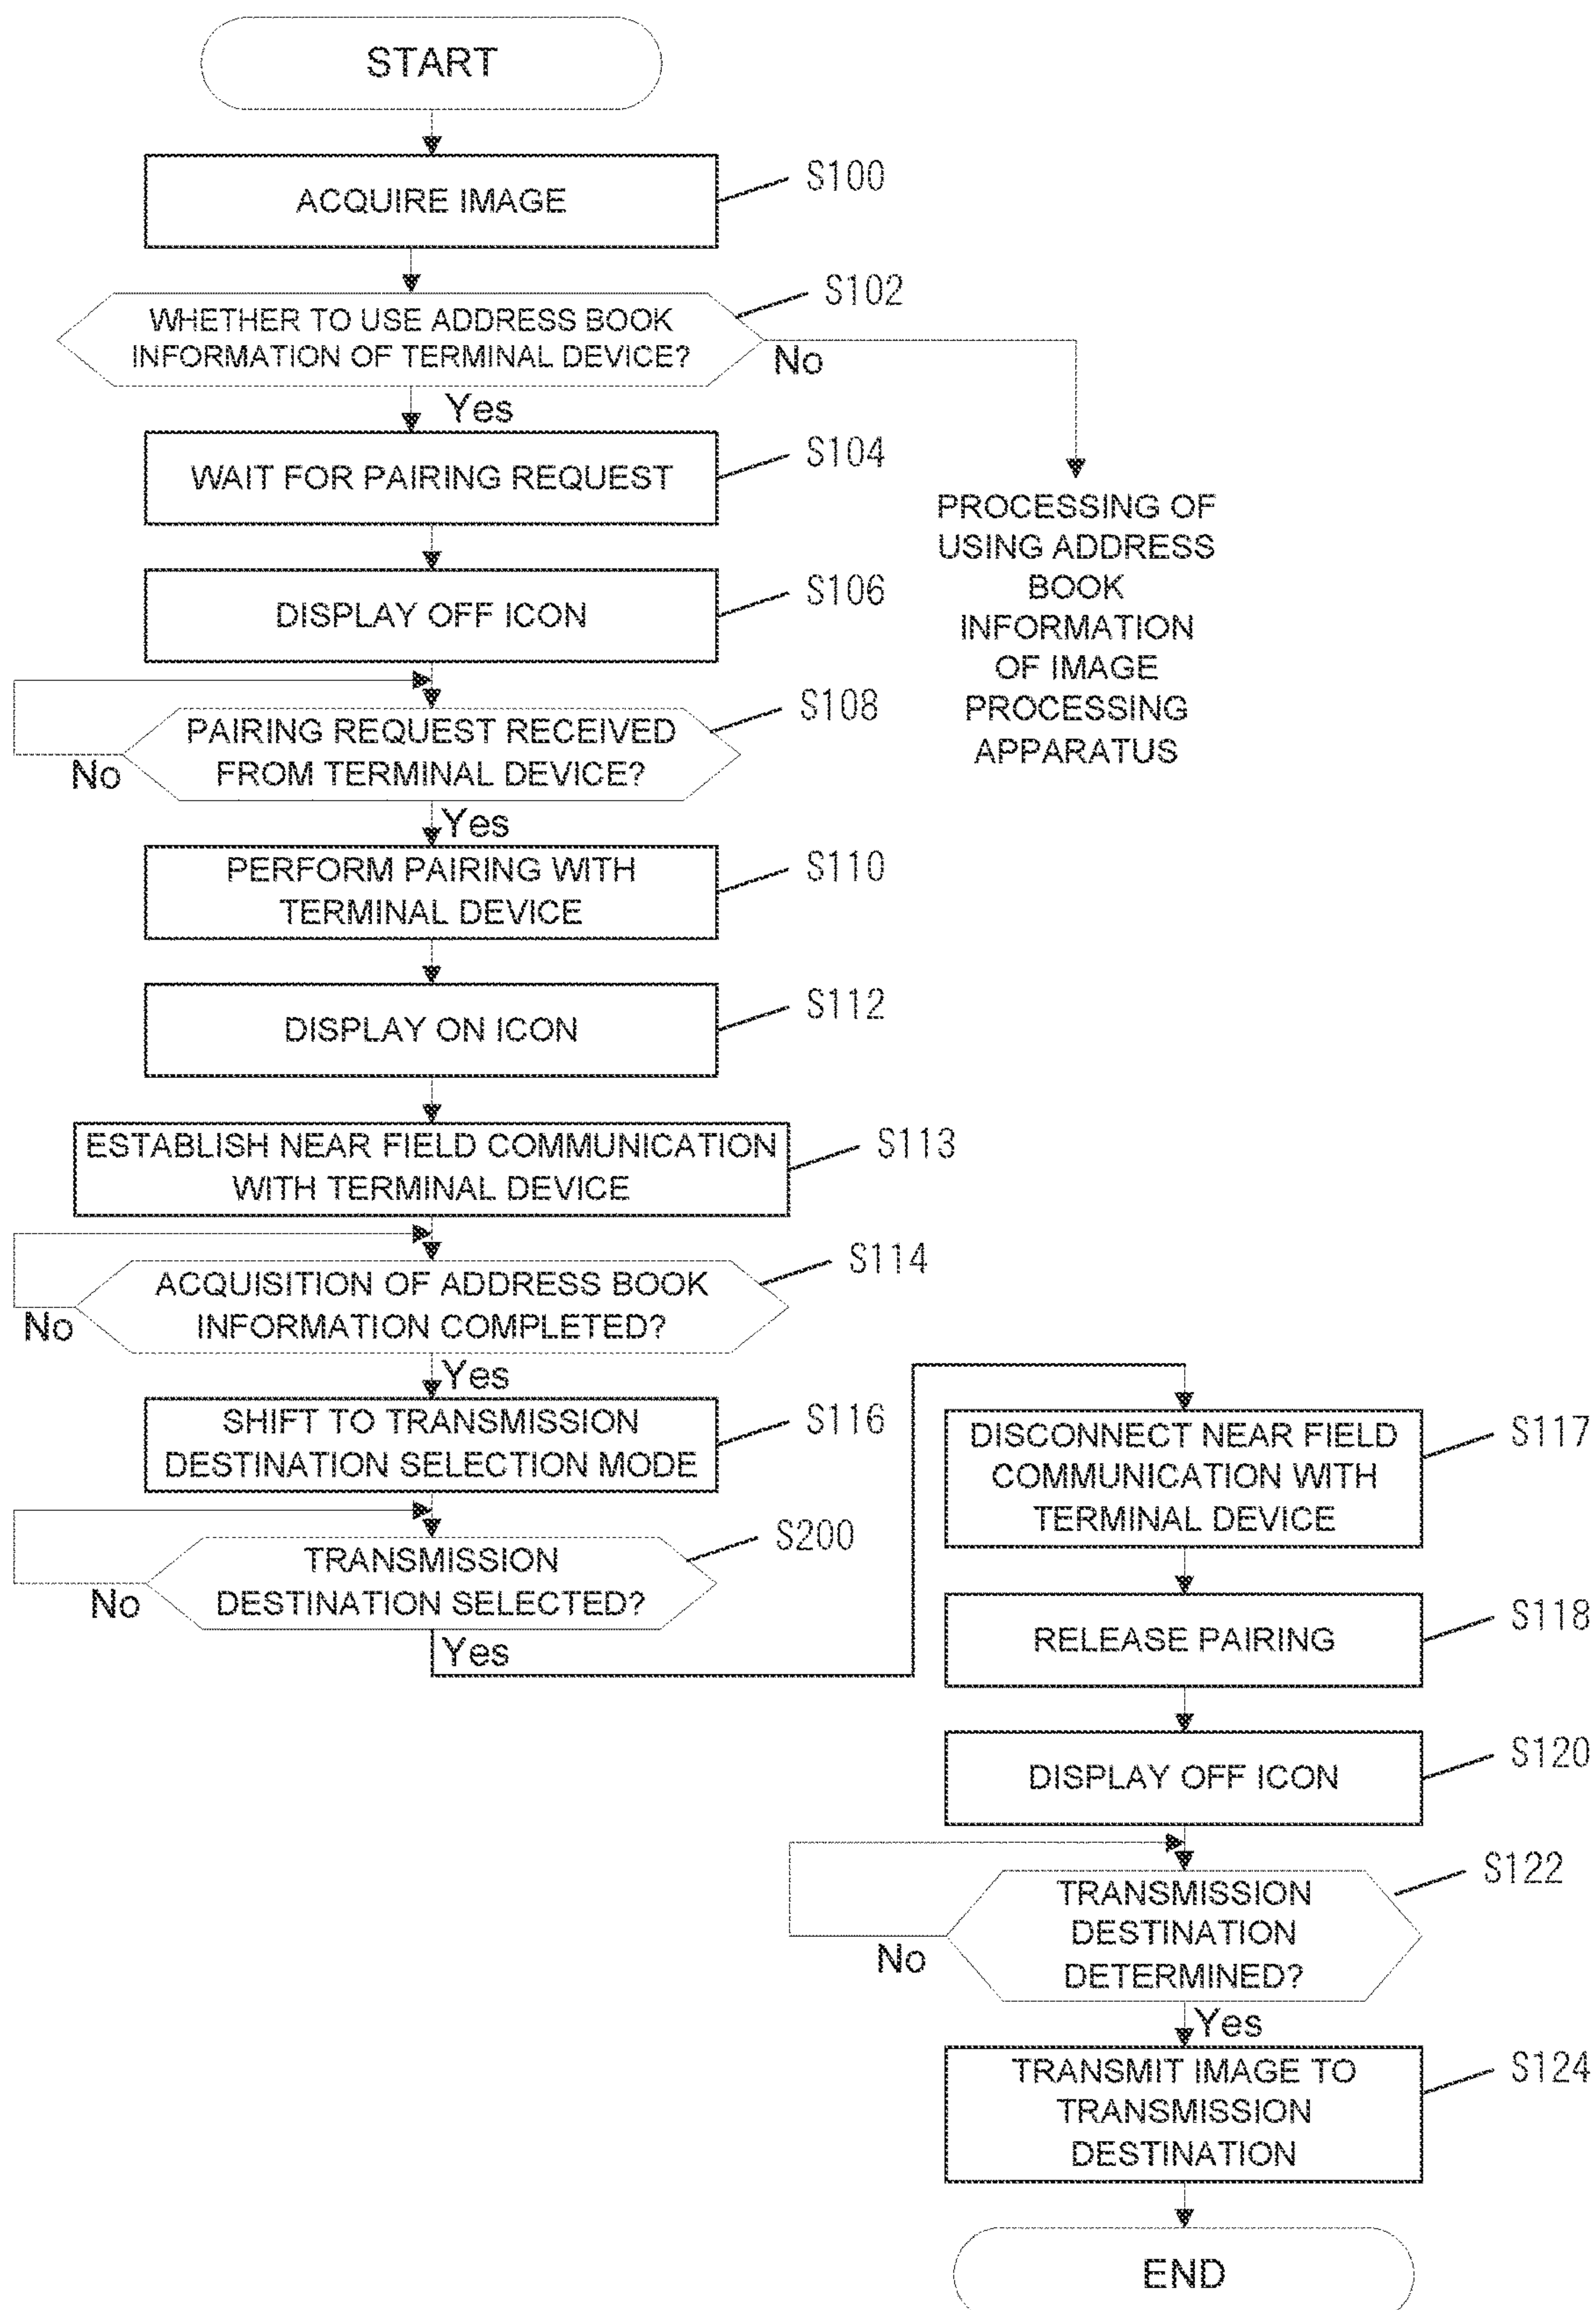 START
ACQUIRE IMAGE
S100
WHETHER TO USE ADDRESS BOOK
INFORMATION OF TERMINAL DEVICE?
S102
No
Yes
WAIT FOR PAIRING REQUEST
S104
PROCESSING OF
USING ADDRESS
BOOK
INFORMATION
OF IMAGE
PROCESSING
APPARATUS
DISPLAY OFF ICON
S106
PAIRING REQUEST RECEIVED
FROM TERMINAL DEVICE?
S108
No
Yes
PERFORM PAIRING WITH
TERMINAL DEVICE
S110
DISPLAY ON ICON
S112
ESTABLISH NEAR FIELD COMMUNICATION
WITH TERMINAL DEVICE
S113
ACQUISITION OF ADDRESS BOOK
INFORMATION COMPLETED?
S114
No
Yes
SHIFT TO TRANSMISSION
DESTINATION SELECTION MODE
S116
TRANSMISSION
DESTINATION SELECTED?
S200
No
Yes
DISCONNECT NEAR FIELD
COMMUNICATION WITH
TERMINAL DEVICE
S117
RELEASE PAIRING
S118
DISPLAY OFF ICON
S120
TRANSMISSION
DESTINATION
DETERMINED?
S122
No
Yes
TRANSMIT IMAGE TO
TRANSMISSION
DESTINATION
S124
END